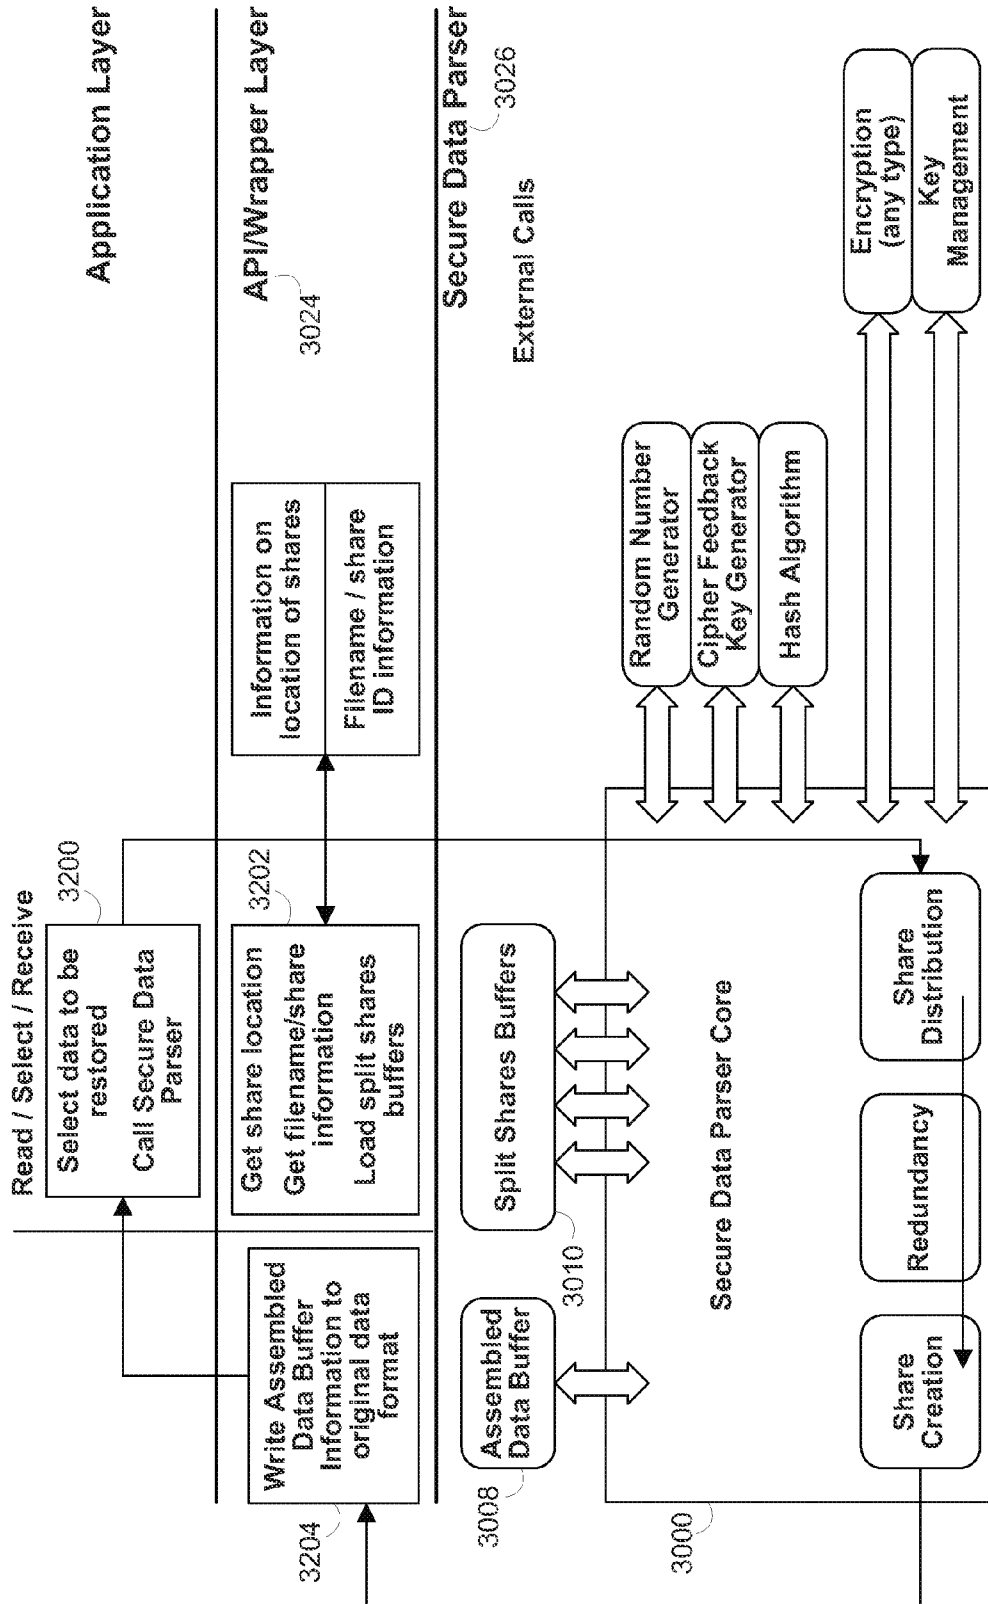 Read / Select / Receive
Application Layer
3200
Select data to be
restored
Call Secure Data
Parser
API/Wrapper Layer
3024
Write Assembled
Data Buffer
Information to
original data
format
3204
3202
Get share location
Get filename/share
information
Load split shares
buffers
Information on
location of shares
Filename / share
ID information
Secure Data Parser
3026
External Calls
Assembled
Data Buffer
3008
Split Shares Buffers
3010
Random Number
Generator
Cipher Feedback
Key Generator
Hash Algorithm
Encryption
(any type)
Key
Management
Secure Data Parser Core
3000
Share
Creation
Redundancy
Share
Distribution